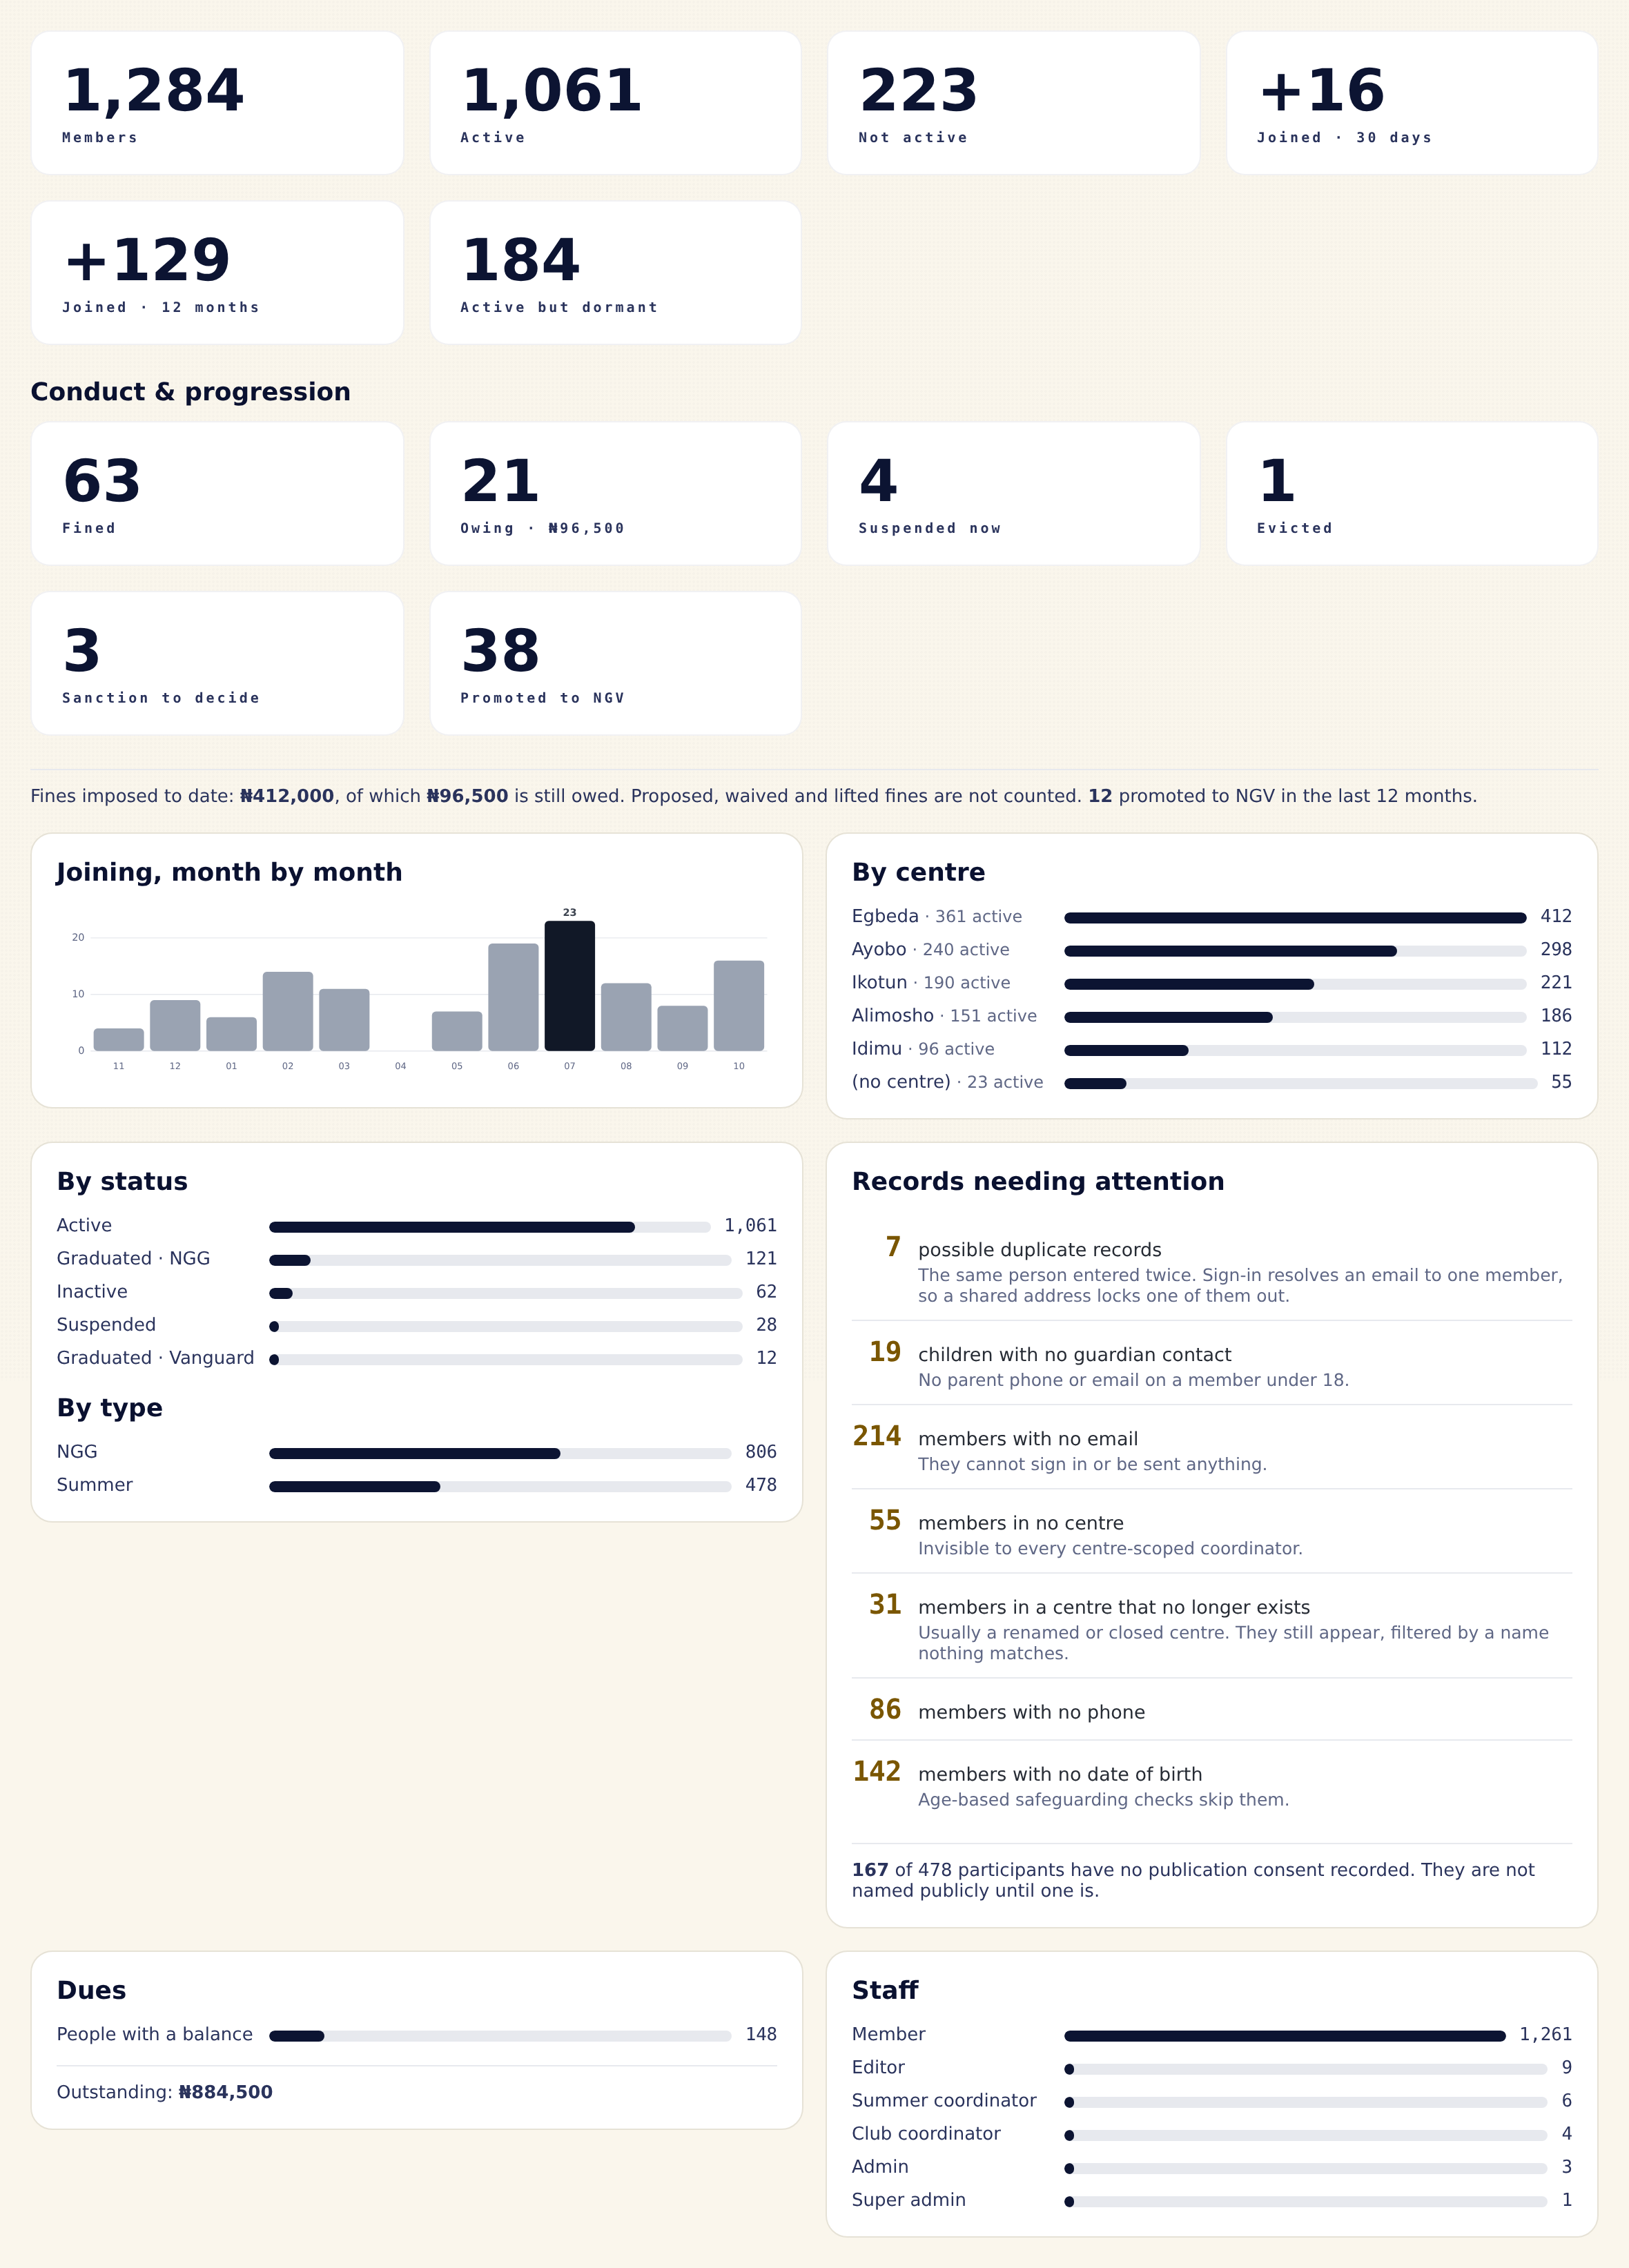 1,284
Members
1,061
Active
223
Not active
+16
Joined · 30 days
+129
Joined · 12 months
184
Active but dormant
Conduct & progression
63
Fined
21
Owing · ₦96,500
4
Suspended now
1
Evicted
3
Sanction to decide
38
Promoted to NGV
Fines imposed to date: ₦412,000, of which ₦96,500 is still owed. Proposed, waived and lifted fines are not counted. 12 promoted to NGV in the last 12 months.
Joining, month by month
23
20
10
0
11 12 01 02 03 04 05 06 07 08 09 10
By centre
Egbeda · 361 active 412
Ayobo · 240 active 298
Ikotun · 190 active 221
Alimosho · 151 active 186
Idimu · 96 active 112
(no centre) · 23 active 55
By status
Active 1,061
Graduated · NGG 121
Inactive 62
Suspended 28
Graduated · Vanguard 12
By type
NGG 806
Summer 478
Records needing attention
7 possible duplicate records
The same person entered twice. Sign-in resolves an email to one member,
so a shared address locks one of them out.
19 children with no guardian contact
No parent phone or email on a member under 18.
214 members with no email
They cannot sign in or be sent anything.
55 members in no centre
Invisible to every centre-scoped coordinator.
31 members in a centre that no longer exists
Usually a renamed or closed centre. They still appear, filtered by a name
nothing matches.
86 members with no phone
142 members with no date of birth
Age-based safeguarding checks skip them.
167 of 478 participants have no publication consent recorded. They are not
named publicly until one is.
Dues
People with a balance 148
Outstanding: ₦884,500
Staff
Member 1,261
Editor 9
Summer coordinator 6
Club coordinator 4
Admin 3
Super admin 1